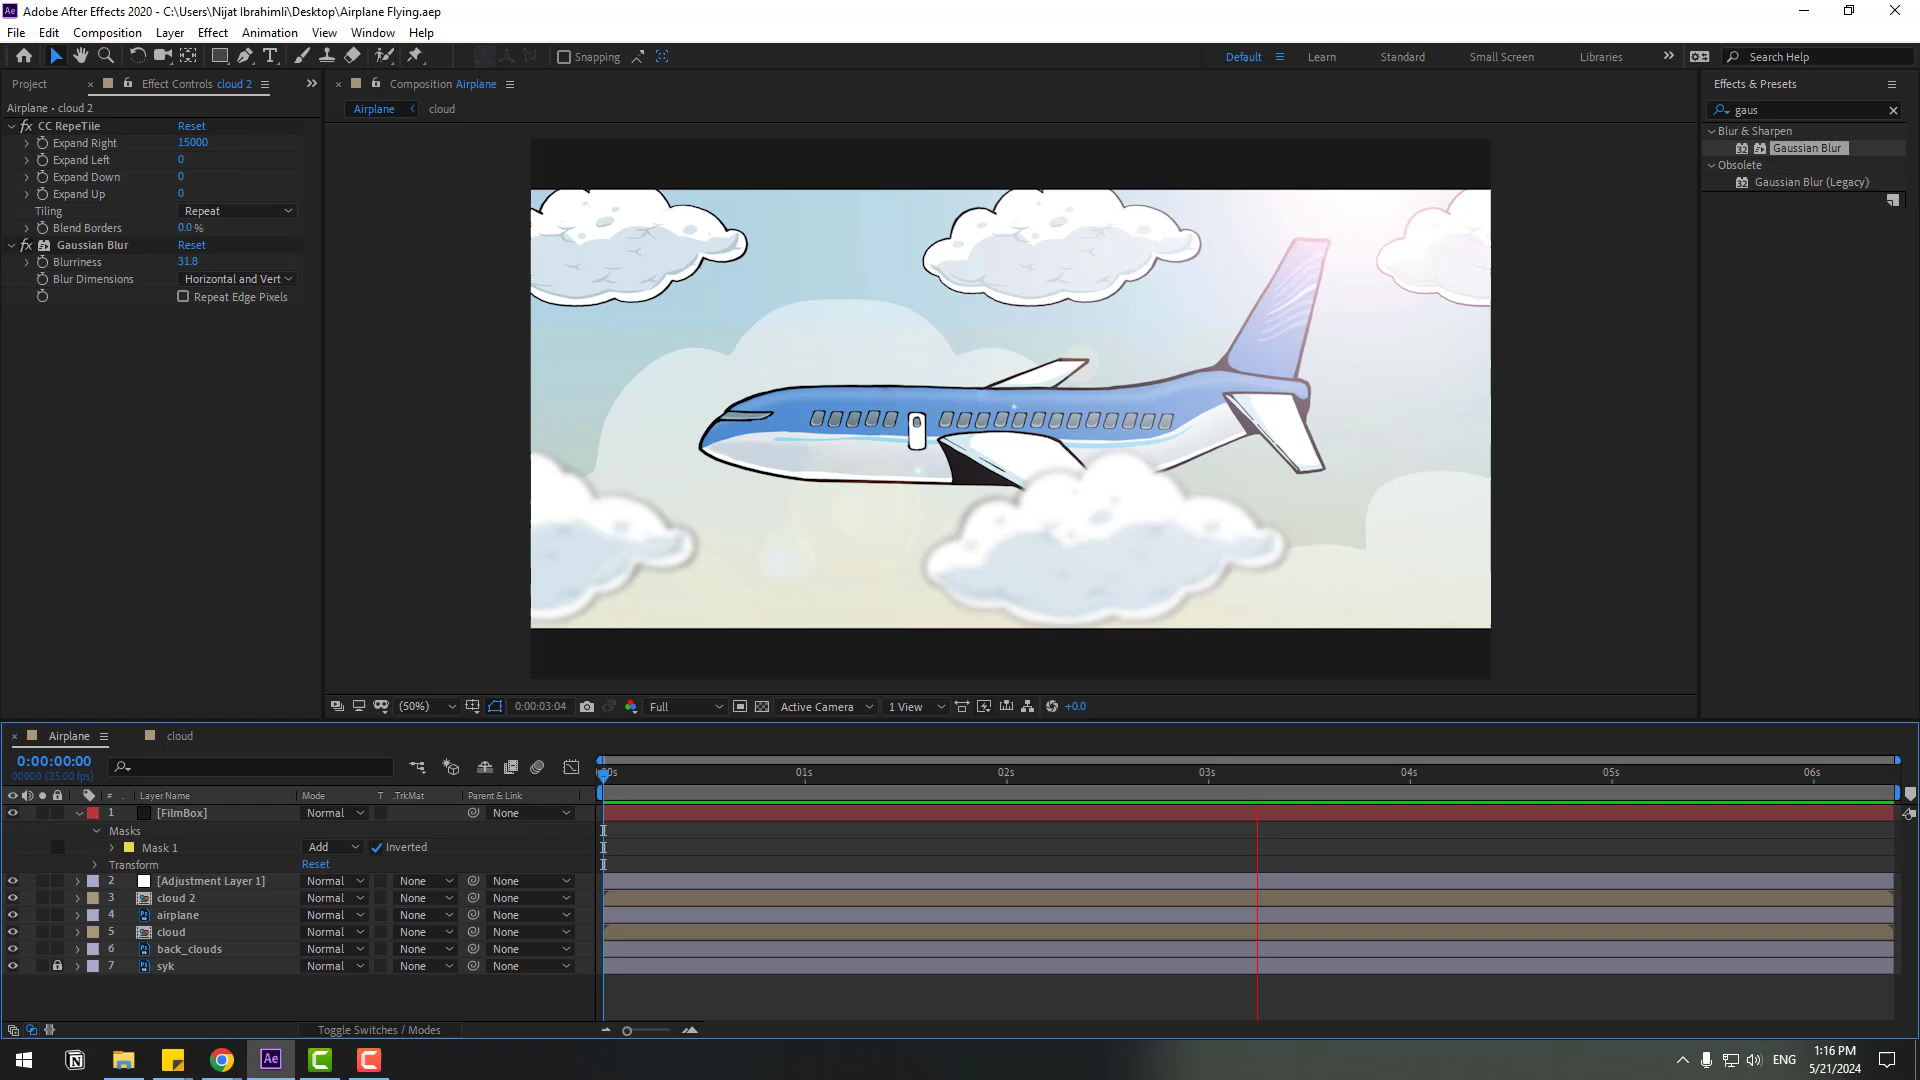 Adobe After Effects 2020 - C:\Users\Nijat Ibrahimli\Desktop\Airplane Flying.aep
File Edit Composition Layer Effect Animation View Window Help
Snapping Default Learn Standard Small Screen Libraries Search Help
Project Effect Controls cloud 2
Composition Airplane
Effects & Presets
Airplane • cloud 2
Airplane cloud
gaus
fx CC RepeTile Reset
Blur & Sharpen
Expand Right 15000
Gaussian Blur
Expand Left 0
Obsolete
Expand Down 0
Gaussian Blur (Legacy)
Expand Up 0
Tiling Repeat
Blend Borders 0.0 %
fx Gaussian Blur Reset
Blurriness 31.8
Blur Dimensions Horizontal and Vert
Repeat Edge Pixels
(50%) 0:00:03:04 Full Active Camera 1 View +0.0
Airplane cloud
0:00:00:00
00000 (25.00 fps)
00s 01s 02s 03s 04s 05s 06s
# Layer Name Mode T .TrkMat Parent & Link
1 [FilmBox] Normal None
Masks
Mask 1 Add Inverted
Transform Reset
2 [Adjustment Layer 1] Normal None None
3 cloud 2 Normal None None
4 airplane Normal None None
5 cloud Normal None None
6 back_clouds Normal None None
7 syk Normal None None
Toggle Switches / Modes
Ae
ENG
1:16 PM
5/21/2024